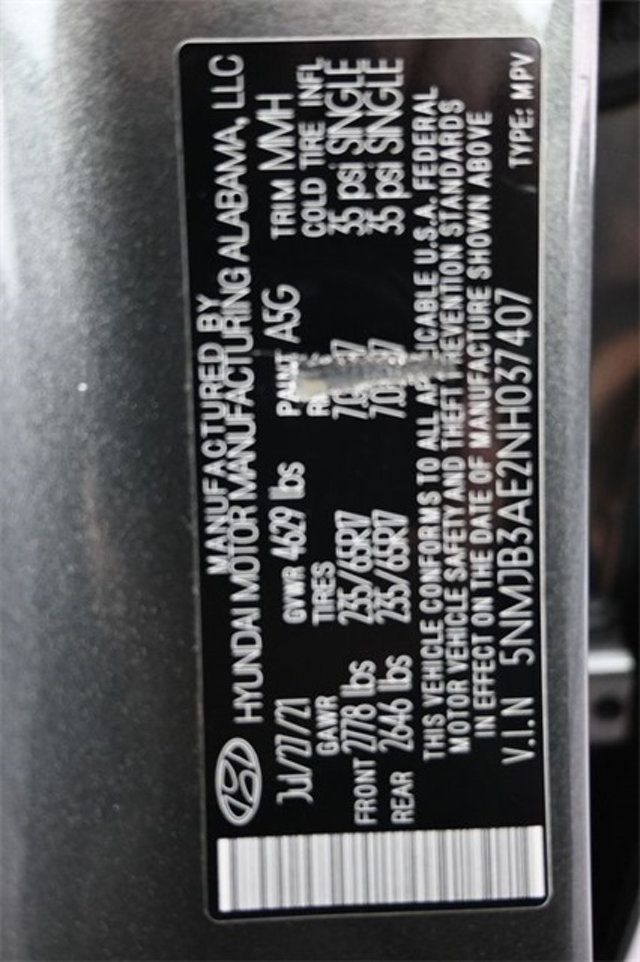 MANUFACTURED BY
HYUNDAI MOTOR MANUFACTURING ALABAMA, LLC
Jul/27/21 GVWR 4629 lbs PAINT A5G TRIM MMH
GAWR TIRES COLD TIRE INFL
FRONT 2778 lbs 235/65R17 35 psi SINGLE
REAR 2646 lbs 235/65R17 35 psi SINGLE
THIS VEHICLE CONFORMS TO ALL APPLICABLE U.S.A. FEDERAL
MOTOR VEHICLE SAFETY AND THEFT PREVENTION STANDARDS
IN EFFECT ON THE DATE OF MANUFACTURE SHOWN ABOVE
V.I.N 5NMJB3AE2NH037407 TYPE: MPV